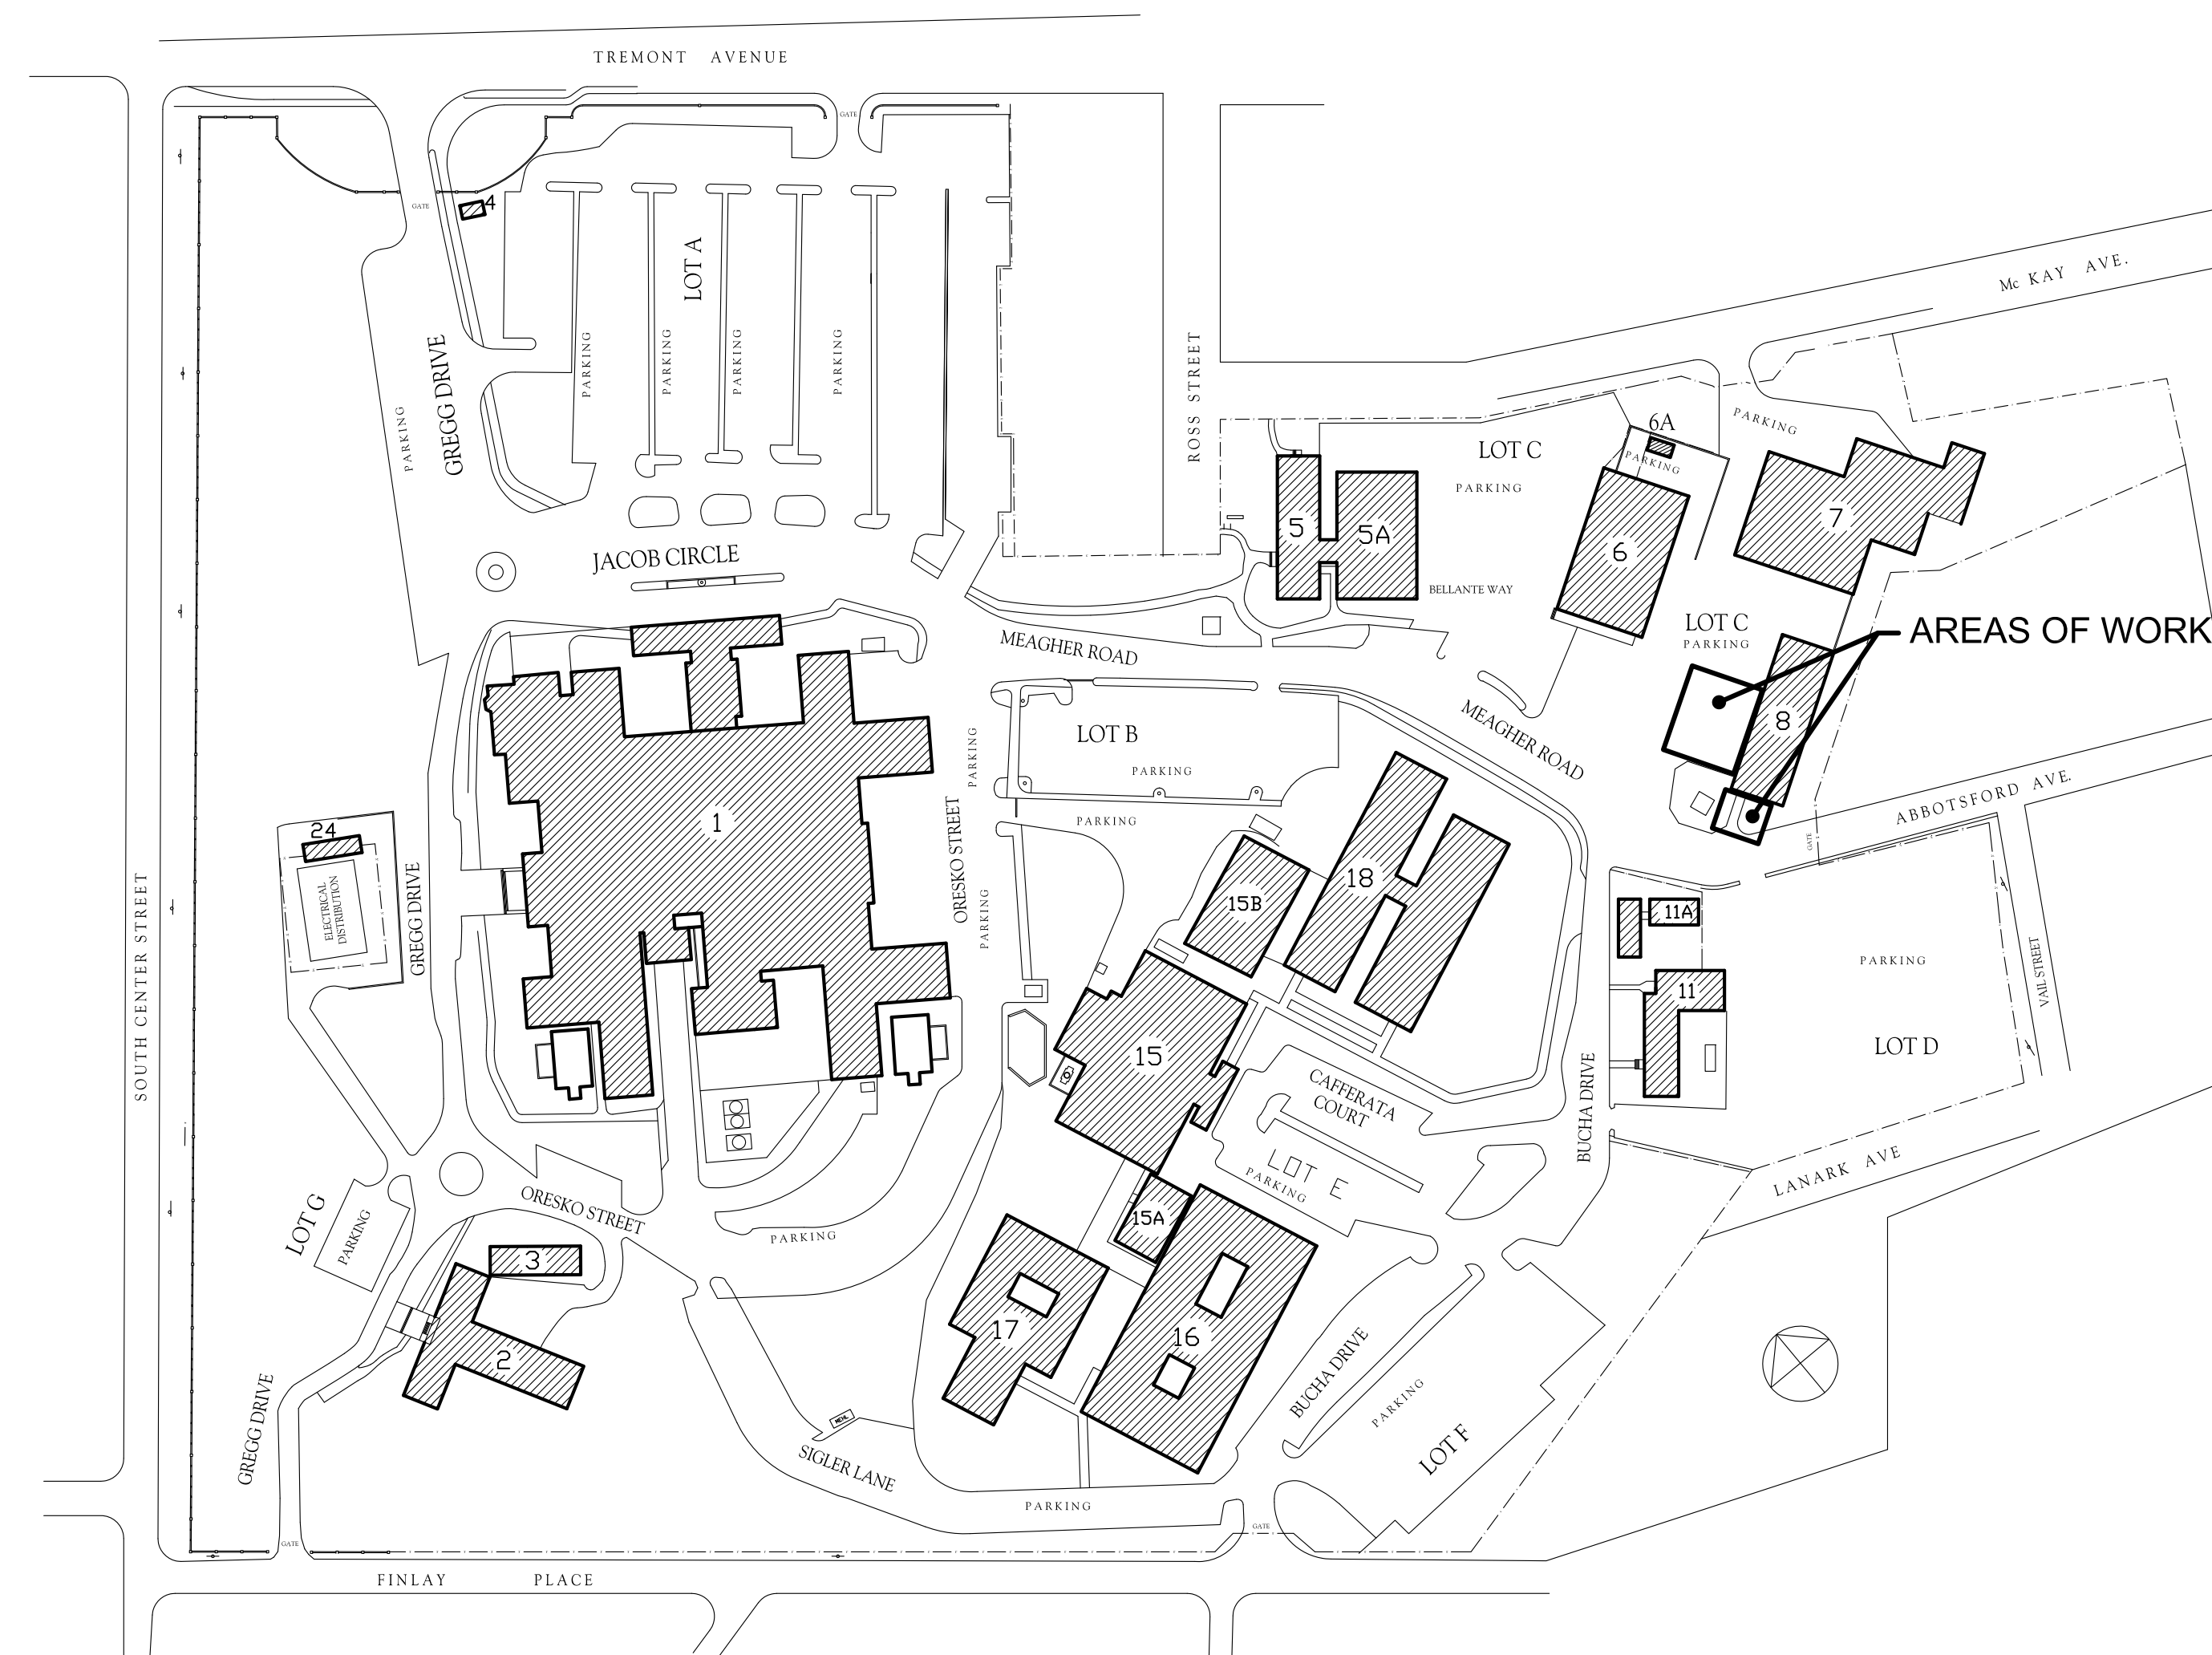 TREMONT AVENUE
GATE
GATE
4
LOT A
Mc KAY AVE.
GREGG DRIVE
PARKING
PARKING
PARKING
PARKING
PARKING
ROSS STREET
6A
PARKING
PARKING
LOT C
PARKING
5
5A
6
7
JACOB CIRCLE
BELLANTE WAY
LOT C
PARKING
AREAS OF WORK
MEAGHER ROAD
MEAGHER ROAD
8
LOT B
PARKING
PARKING
PARKING
ABBOTSFORD AVE.
GATE
1
24
ELECTRICAL
DISTRIBUTION
GREGG DRIVE
SOUTH CENTER STREET
ORESKO STREET
PARKING
18
15B
11A
PARKING
VAIL STREET
11
LOT D
15
CAFFERATA
COURT
BUCHA DRIVE
LOT E
PARKING
LANARK AVE
15A
LOT G
PARKING
ORESKO STREET
PARKING
3
2
17
16
BUCHA DRIVE
PARKING
LOT F
GREGG DRIVE
SIGLER LANE
PARKING
GATE
GATE
FINLAY PLACE